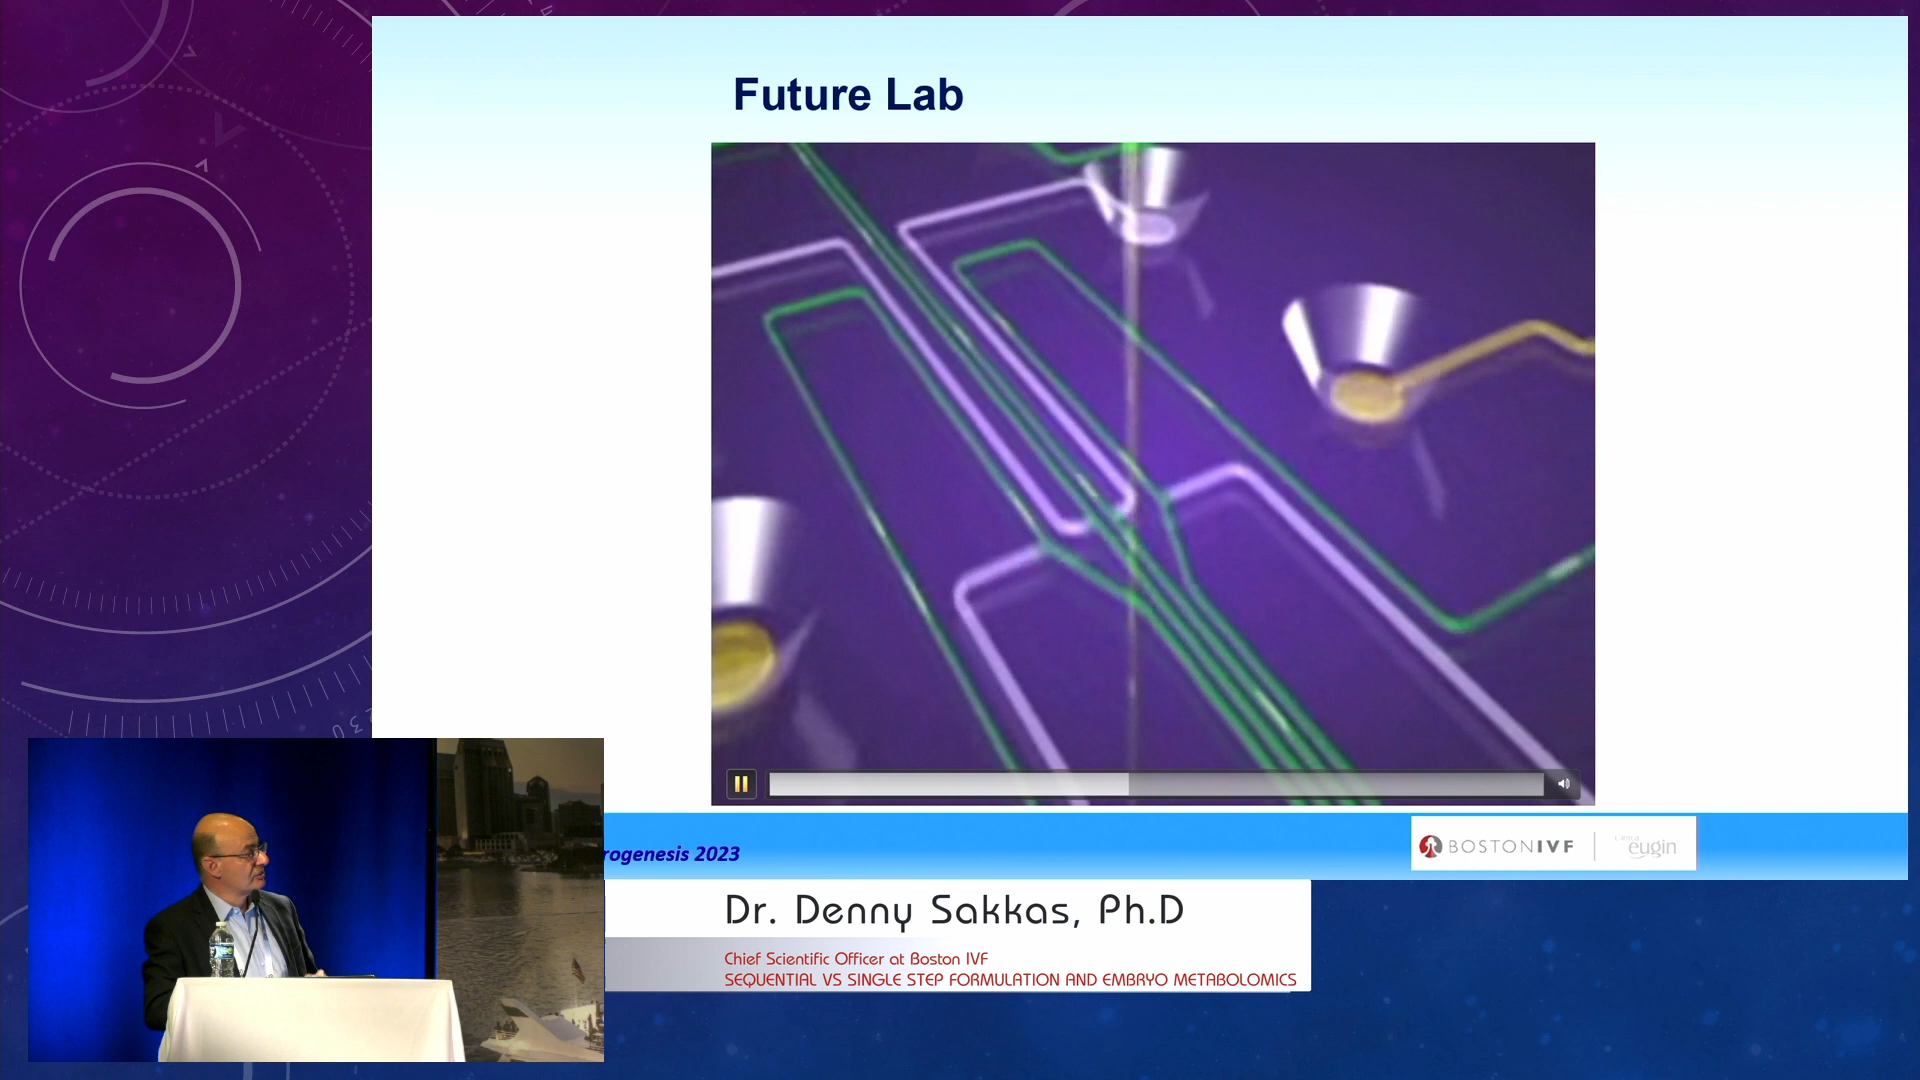 Future Lab
rogenesis 2023
BOSTONIVF
clínica
eugin
Dr. Denny Sakkas, Ph.D
Chief Scientific Officer at Boston IVF
SEQUENTIAL VS SINGLE STEP FORMULATION AND EMBRYO METABOLOMICS